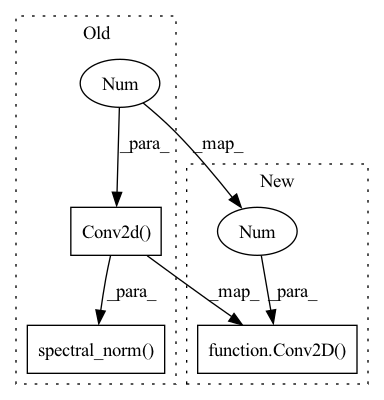 Old
Num
_para_
_map_
New
Conv2d()
Num
_para_
_map_
_para_
spectral_norm()
function.Conv2D()